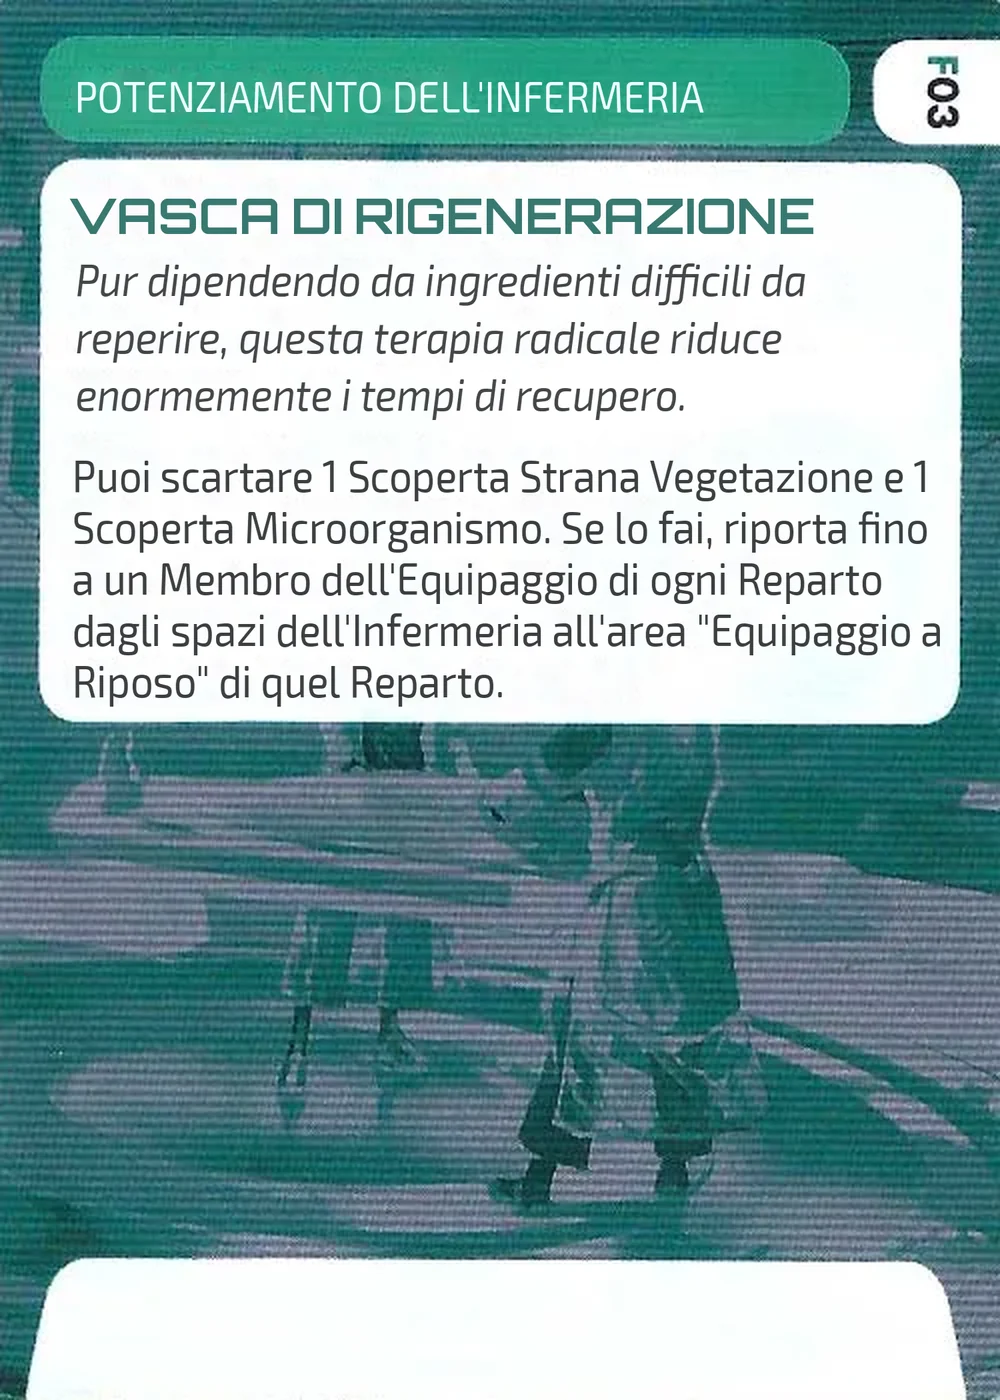 POTENZIAMENTO DELL'INFERMERIA
F03
VASCA DI RIGENERAZIONE
Pur dipendendo da ingredienti difficili da
reperire, questa terapia radicale riduce
enormemente i tempi di recupero.
Puoi scartare 1 Scoperta Strana Vegetazione e 1
Scoperta Microorganismo. Se lo fai, riporta fino
a un Membro dell'Equipaggio di ogni Reparto
dagli spazi dell'Infermeria all'area "Equipaggio a
Riposo" di quel Reparto.